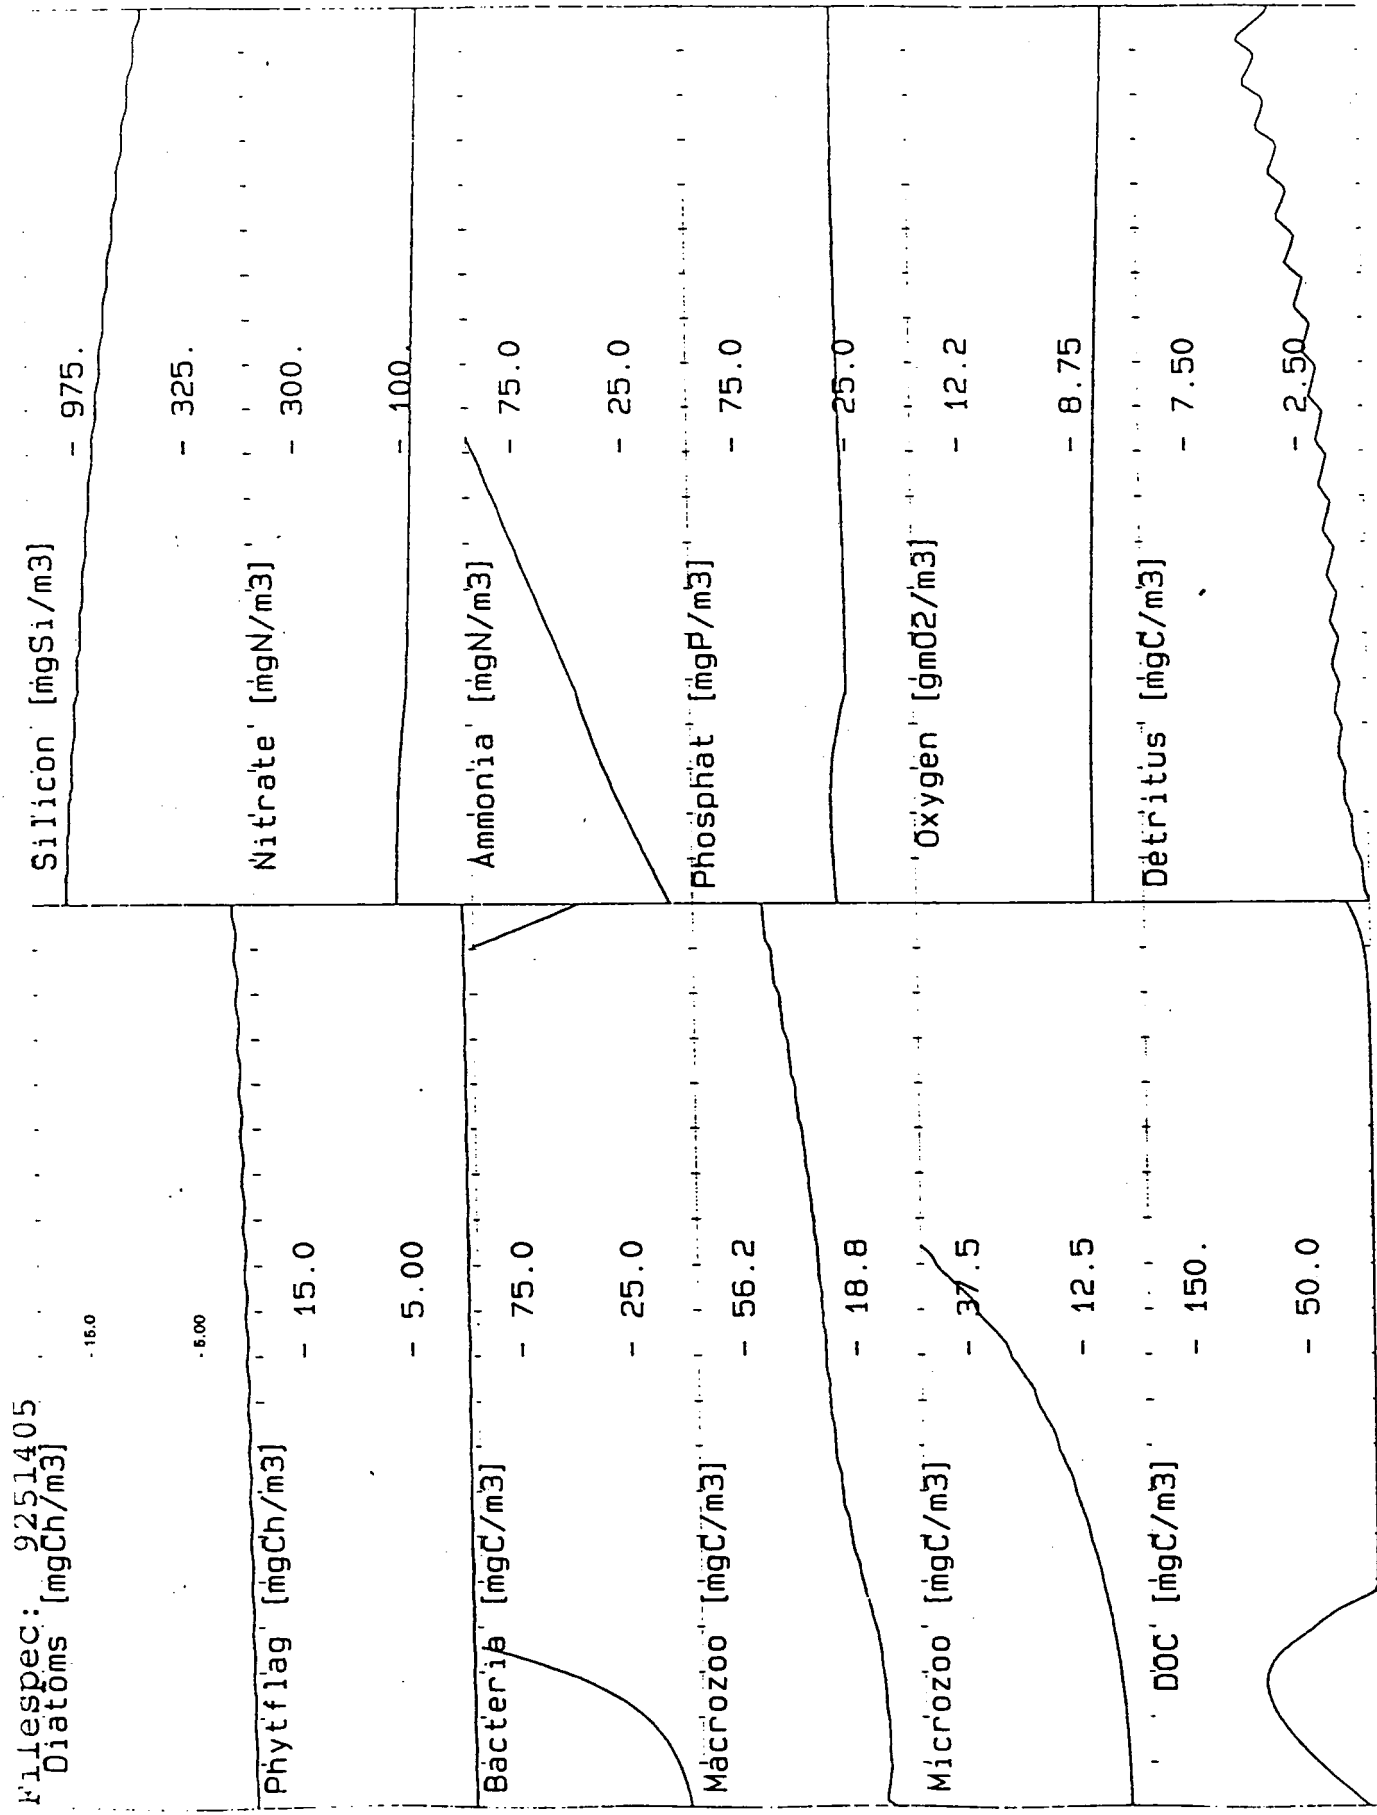 Filespec: 9251405
Diatoms [mgCh/m3]
- 15.0
- 5.00
Phytflag [mgCh/m3]
- 15.0
- 5.00
Bacteria [mgC/m3]
- 75.0
- 25.0
Macrozoo [mgC/m3]
- 56.2
- 18.8
Microzoo [mgC/m3]
- 37.5
- 12.5
DOC [mgC/m3]
- 150.
- 50.0
Silicon [mgSi/m3]
- 975.
- 325.
Nitrate [mgN/m3]
- 300.
- 100.
Ammonia [mgN/m3]
- 75.0
- 25.0
Phosphat [mgP/m3]
- 75.0
- 25.0
Oxygen [gmO2/m3]
- 12.2
- 8.75
Detritus [mgC/m3]
- 7.50
- 2.50